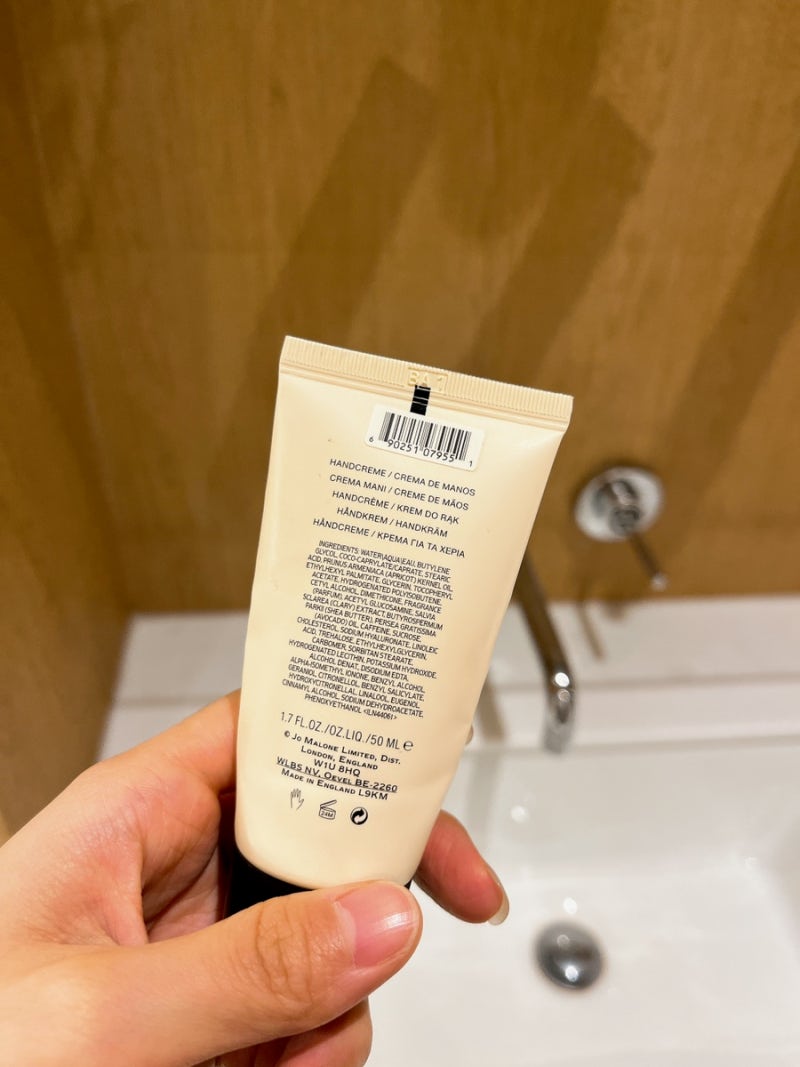 6 90251 07955 1
HANDCREME / CREMA DE MANOS
CREMA MANI / CREME DE MÃOS
HANDCRÈME / KREM DO RĄK
HÅNDKREM / HANDKRÄM
HÅNDCREME / ΚΡΕΜΑ ΓΙΑ ΤΑ ΧΕΡΙΑ
INGREDIENTS: WATER\AQUA\EAU, BUTYLENE
GLYCOL, COCO-CAPRYLATE/CAPRATE, STEARIC
ACID, PRUNUS ARMENIACA (APRICOT) KERNEL OIL,
ETHYLHEXYL PALMITATE, GLYCERIN, TOCOPHERYL
ACETATE, HYDROGENATED POLYISOBUTENE,
CETYL ALCOHOL, DIMETHICONE, FRAGRANCE
(PARFUM), ACETYL GLUCOSAMINE, SALVIA
SCLAREA (CLARY) EXTRACT, BUTYROSPERMUM
PARKII (SHEA BUTTER), PERSEA GRATISSIMA
(AVOCADO) OIL, CAFFEINE, SUCROSE,
CHOLESTEROL, SODIUM HYALURONATE, LINOLEIC
ACID, TREHALOSE, ETHYLHEXYLGLYCERIN,
CARBOMER, SORBITAN STEARATE,
HYDROGENATED LECITHIN, POTASSIUM HYDROXIDE,
ALCOHOL DENAT., DISODIUM EDTA,
ALPHA-ISOMETHYL IONONE, BENZYL ALCOHOL,
GERANIOL, CITRONELLOL, BENZYL SALICYLATE,
HYDROXYCITRONELLAL, LINALOOL, EUGENOL,
CINNAMYL ALCOHOL, SODIUM DEHYDROACETATE,
PHENOXYETHANOL <ILN44061>
1.7 FL.OZ./OZ.LIQ./50 ML ℮
© JO MALONE LIMITED, DIST.
LONDON, ENGLAND
W1U 8HQ
WLBS NV, OEVEL BE-2260
MADE IN ENGLAND L9KM
24M